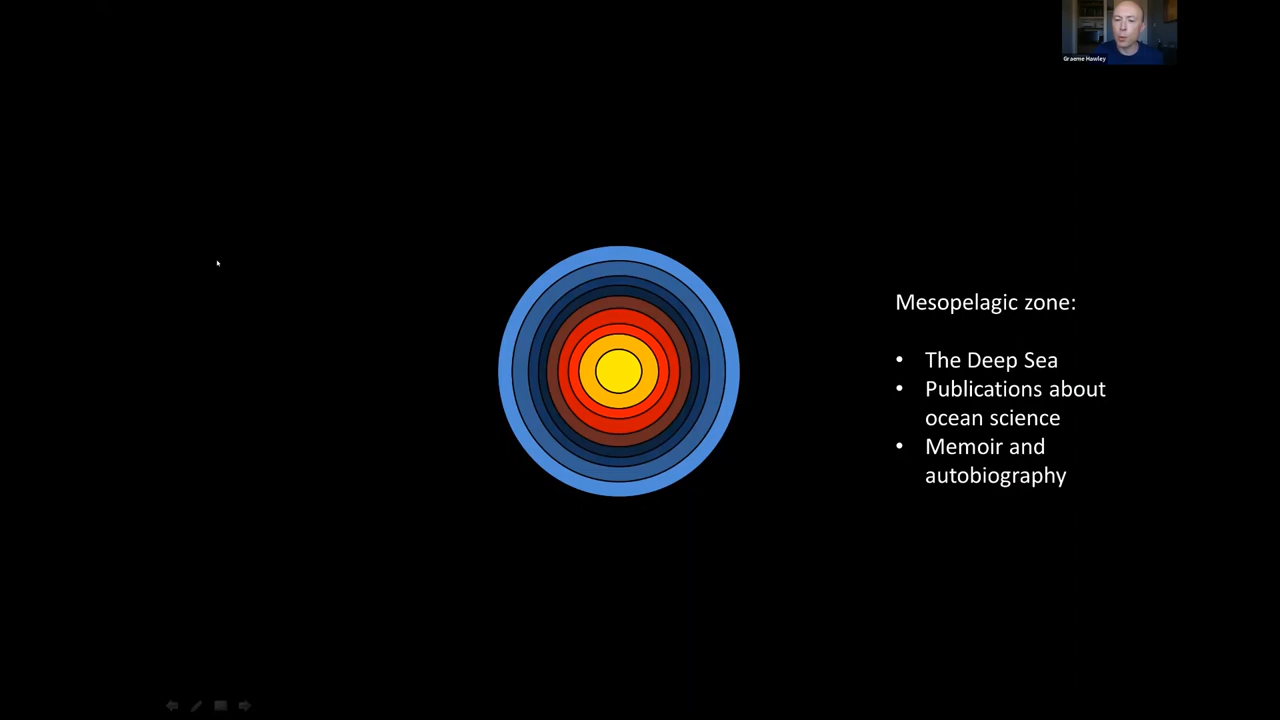 Graeme Hawley
Mesopelagic zone:
• The Deep Sea
• Publications about
ocean science
• Memoir and
autobiography